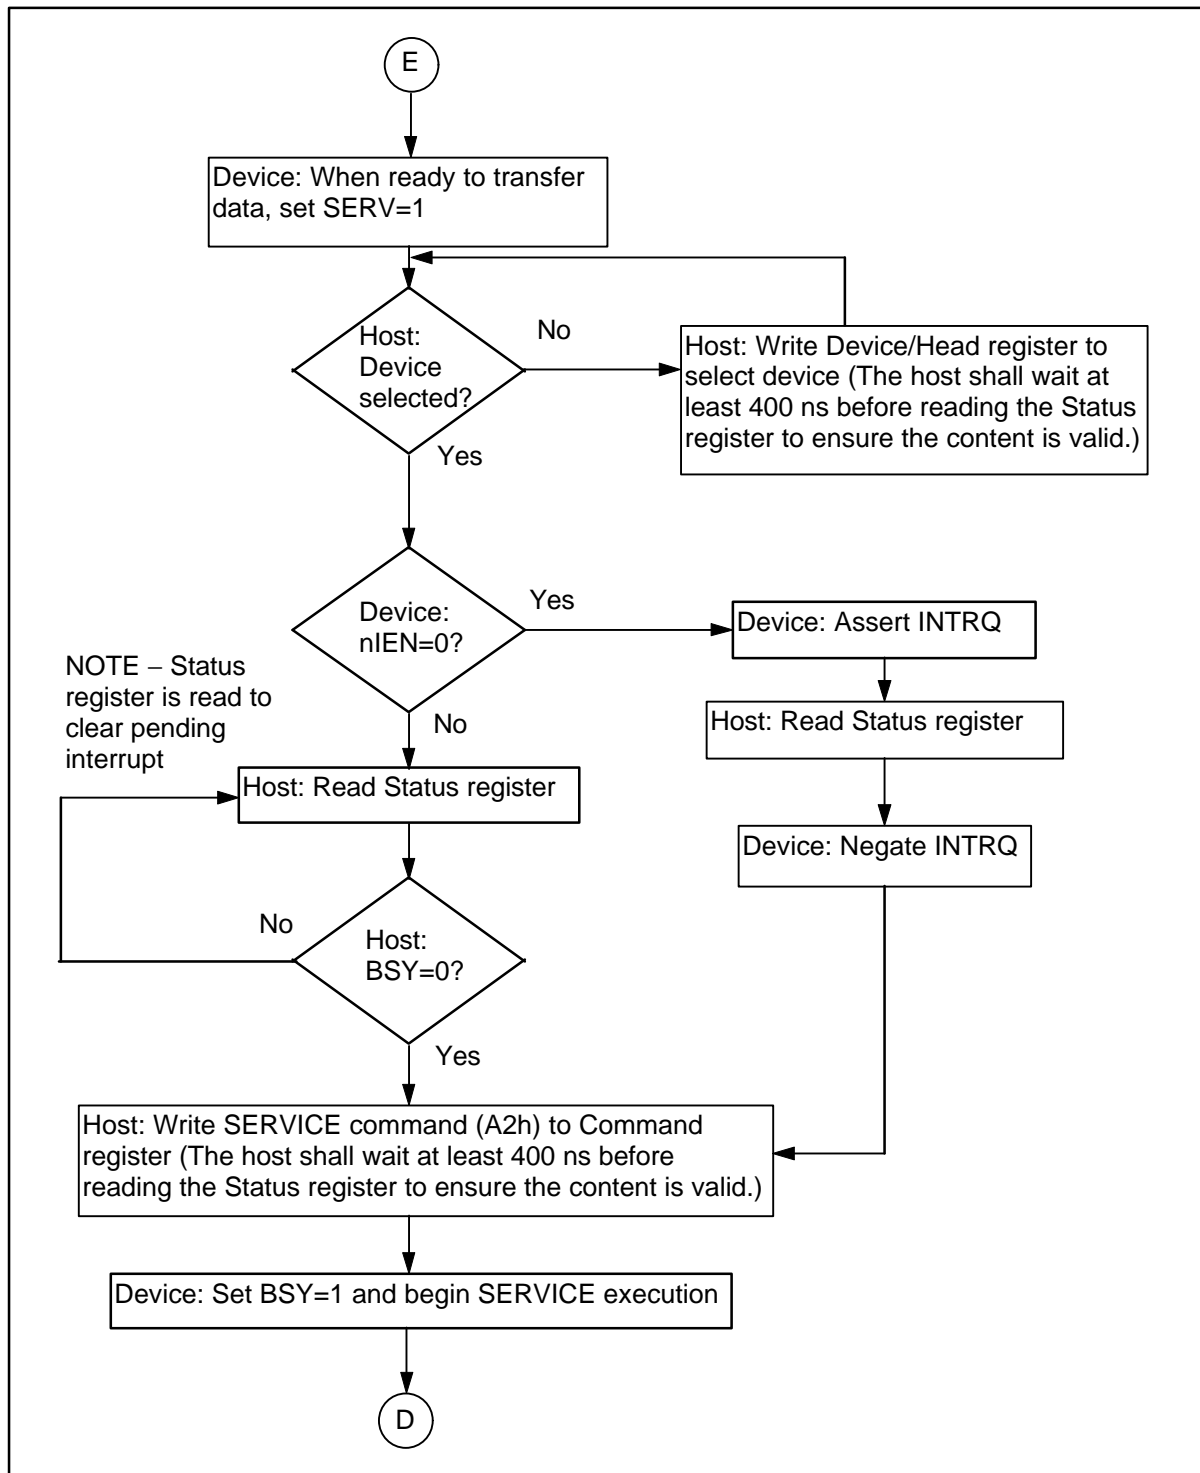 E
Device: When ready to transfer
data, set SERV=1
Host:
Device
selected?
No
Host: Write Device/Head register to
select device (The host shall wait at
least 400 ns before reading the Status
register to ensure the content is valid.)
Yes
Device:
nIEN=0?
Yes
Device: Assert INTRQ
NOTE – Status
register is read to
clear pending
interrupt
No
Host: Read Status register
Host: Read Status register
Device: Negate INTRQ
No
Host:
BSY=0?
Yes
Host: Write SERVICE command (A2h) to Command
register (The host shall wait at least 400 ns before
reading the Status register to ensure the content is valid.)
Device: Set BSY=1 and begin SERVICE execution
D